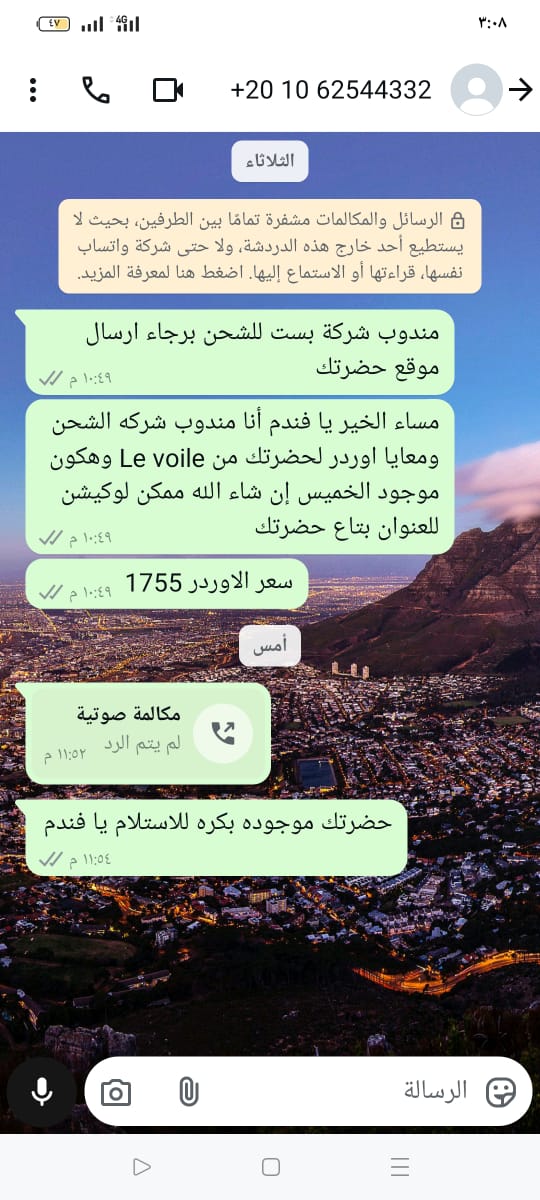 ٤٧
4G
٣:٠٨
+20 10 62544332
الثلاثاء
الرسائل والمكالمات مشفرة تمامًا بين الطرفين، بحيث لا
يستطيع أحد خارج هذه الدردشة، ولا حتى شركة واتساب
نفسها، قراءتها أو الاستماع إليها. اضغط هنا لمعرفة المزيد.
مندوب شركة بست للشحن برجاء ارسال
موقع حضرتك
١٠:٤٩ م
مساء الخير يا فندم أنا مندوب شركه الشحن
ومعايا اوردر لحضرتك من Le voile وهكون
موجود الخميس إن شاء الله ممكن لوكيشن
للعنوان بتاع حضرتك
١٠:٤٩ م
سعر الاوردر 1755
١٠:٤٩ م
أمس
مكالمة صوتية
لم يتم الرد
١١:٥٢ م
حضرتك موجوده بكره للاستلام يا فندم
١١:٥٤ م
الرسالة